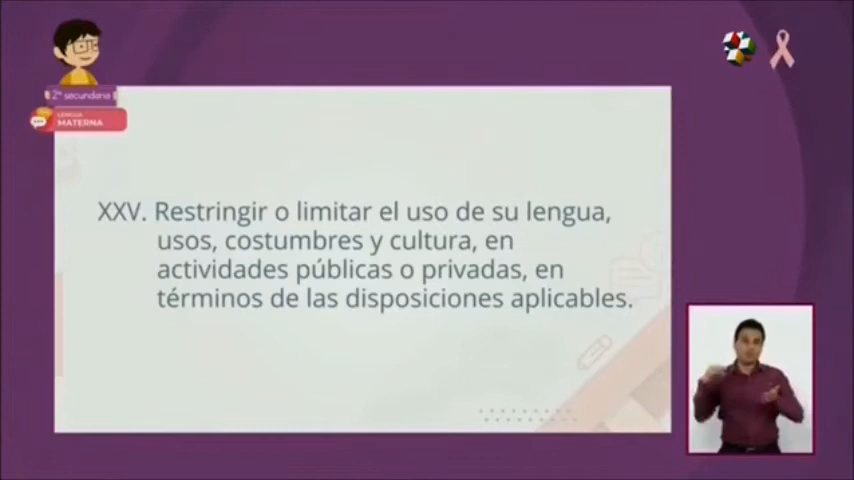 2º secundaria
LENGUA
MATERNA
XXV. Restringir o limitar el uso de su lengua,
usos, costumbres y cultura, en
actividades públicas o privadas, en
términos de las disposiciones aplicables.